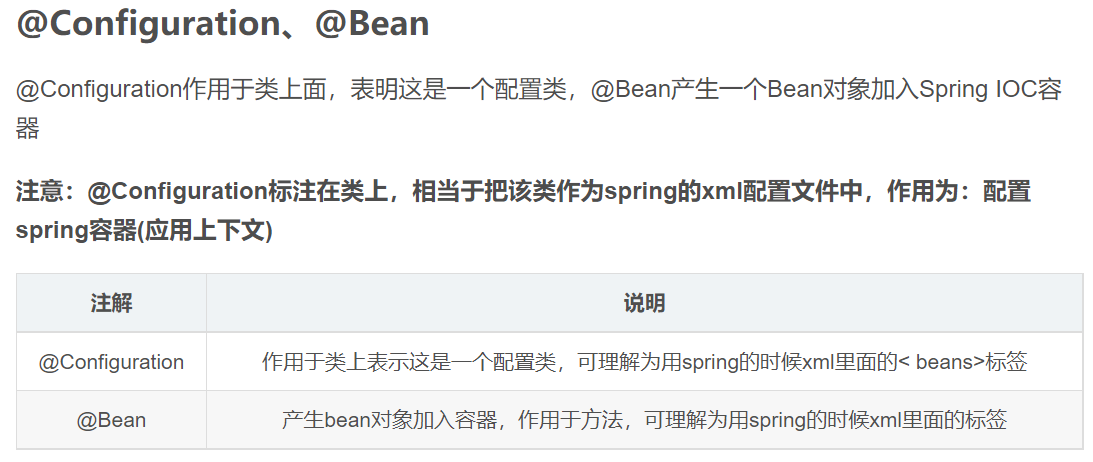 @Configuration、@Bean
@Configuration作用于类上面，表明这是一个配置类，@Bean产生一个Bean对象加入Spring IOC容
器
注意：@Configuration标注在类上，相当于把该类作为spring的xml配置文件中，作用为：配置
spring容器(应用上下文)
注解 说明
@Configuration 作用于类上表示这是一个配置类，可理解为用spring的时候xml里面的< beans>标签
@Bean 产生bean对象加入容器，作用于方法，可理解为用spring的时候xml里面的标签